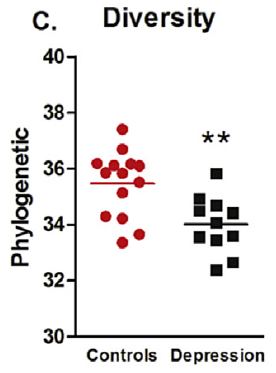 C. Diversity
40
38
**
36
34
32
30
Phylogenetic
Controls Depression